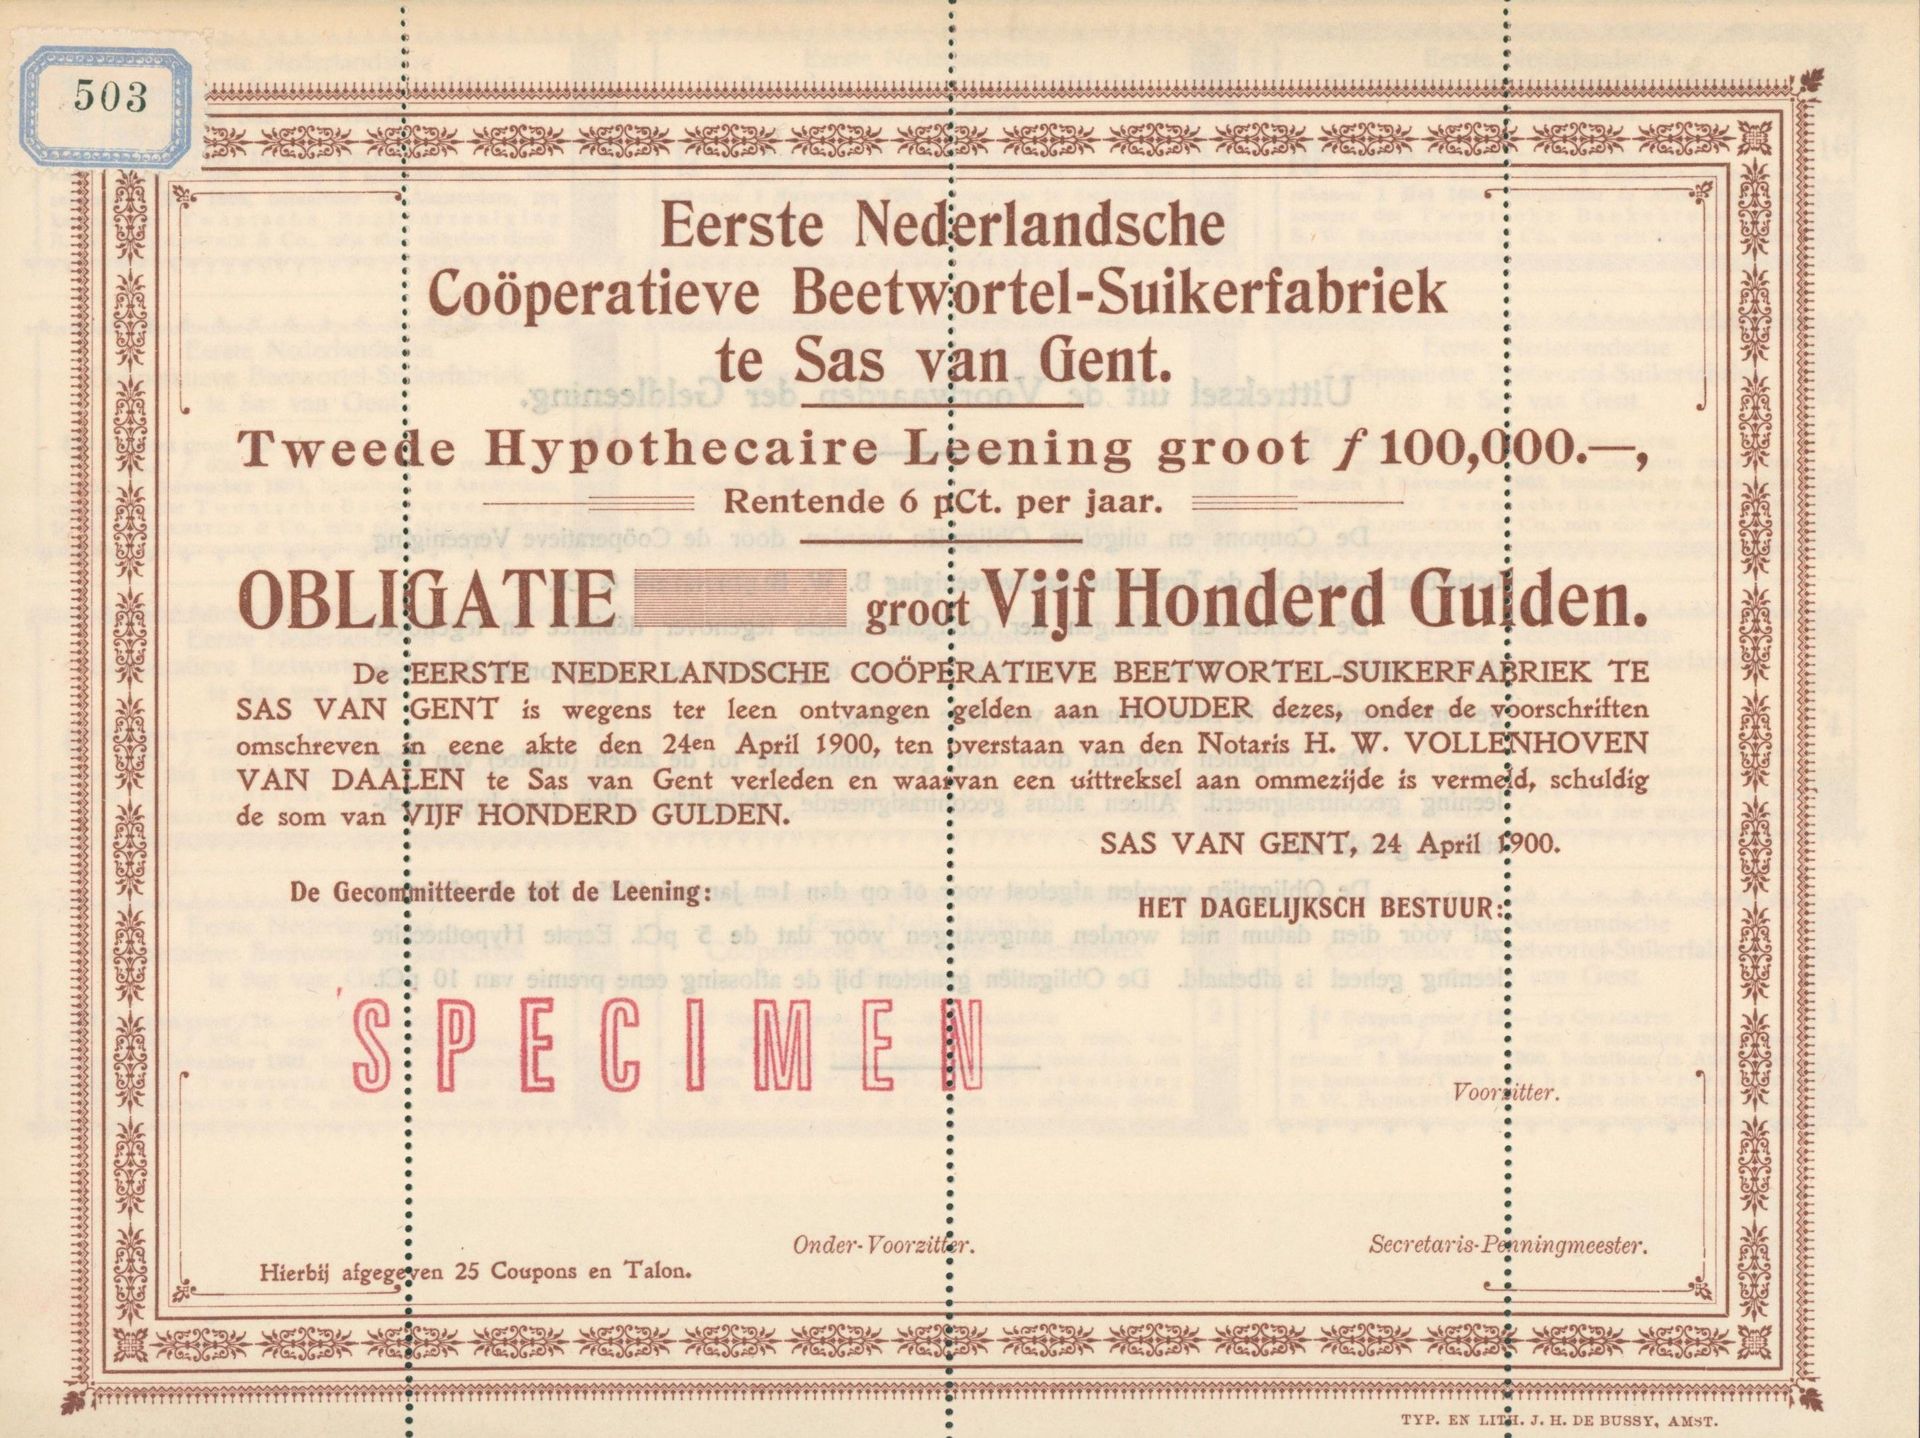 503
Eerste Nederlandsche
Coöperatieve Beetwortel-Suikerfabriek
te Sas van Gent.
Tweede Hypothecaire Leening groot ƒ 100,000.—,
Rentende 6 pCt. per jaar.
OBLIGATIE groot Vijf Honderd Gulden.
De EERSTE NEDERLANDSCHE COÖPERATIEVE BEETWORTEL-SUIKERFABRIEK TE
SAS VAN GENT is wegens ter leen ontvangen gelden aan HOUDER dezes, onder de voorschriften
omschreven in eene akte den 24en April 1900, ten overstaan van den Notaris H. W. VOLLENHOVEN
VAN DAALEN te Sas van Gent verleden en waarvan een uittreksel aan ommezijde is vermeld, schuldig
de som van VIJF HONDERD GULDEN.
SAS VAN GENT, 24 April 1900.
De Gecommitteerde tot de Leening:
HET DAGELIJKSCH BESTUUR:
SPECIMEN
Voorzitter.
Onder-Voorzitter.
Secretaris-Penningmeester.
Hierbij afgegeven 25 Coupons en Talon.
TYP. EN LITH. J. H. DE BUSSY, AMST.